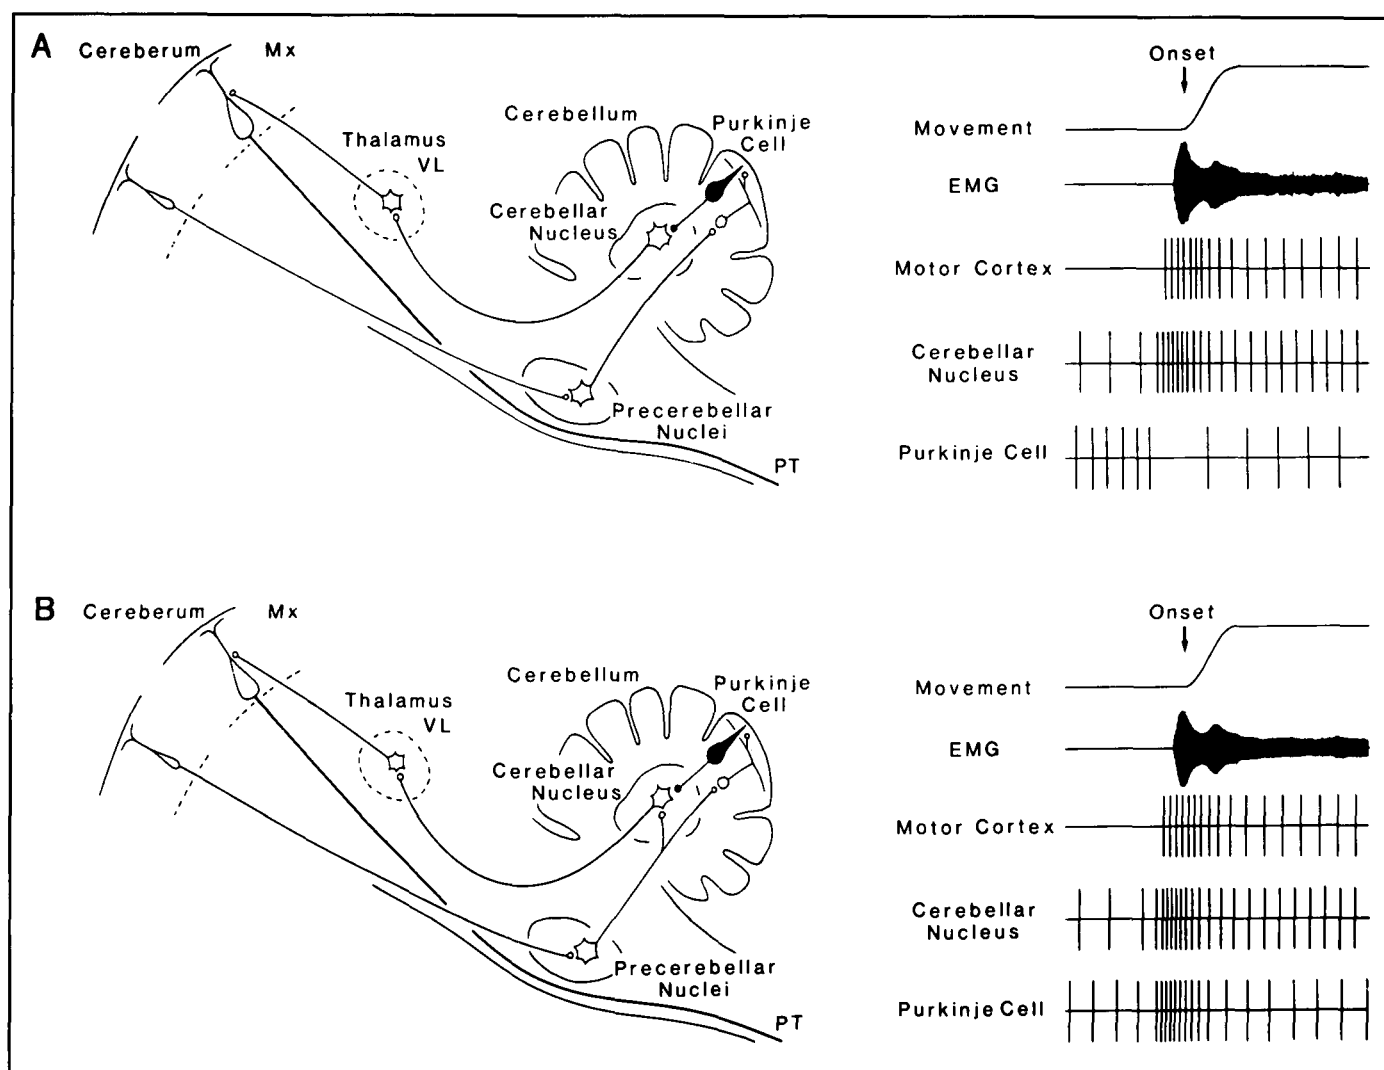 A
Cereberum
Mx
Thalamus
VL
Cerebellum
Purkinje
Cell
Cerebellar
Nucleus
Precerebellar
Nuclei
PT
Onset
Movement
EMG
Motor Cortex
Cerebellar
Nucleus
Purkinje Cell
B
Cereberum
Mx
Thalamus
VL
Cerebellum
Purkinje
Cell
Cerebellar
Nucleus
Precerebellar
Nuclei
PT
Onset
Movement
EMG
Motor Cortex
Cerebellar
Nucleus
Purkinje Cell